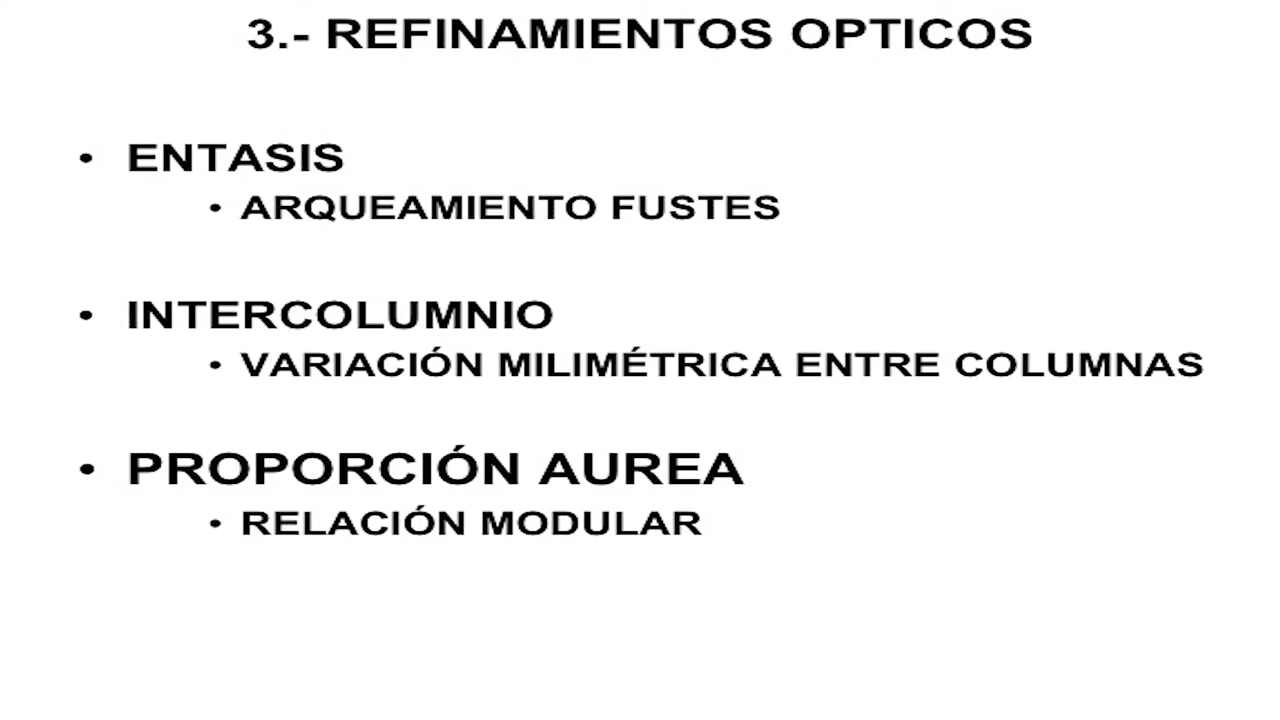 3.- REFINAMIENTOS OPTICOS
• ENTASIS
• ARQUEAMIENTO FUSTES
• INTERCOLUMNIO
• VARIACIÓN MILIMÉTRICA ENTRE COLUMNAS
• PROPORCIÓN AUREA
• RELACIÓN MODULAR